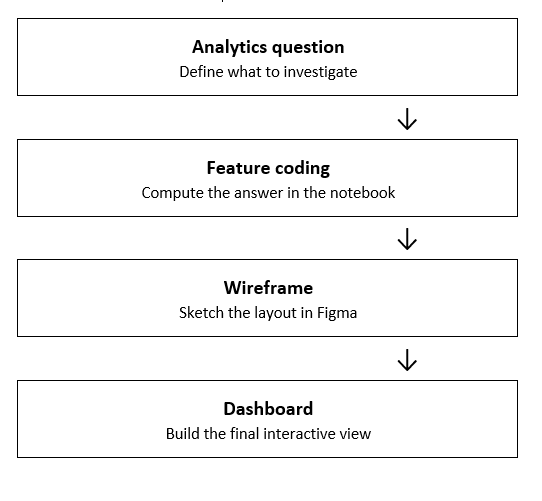 Analytics question
Define what to investigate
Feature coding
Compute the answer in the notebook
Wireframe
Sketch the layout in Figma
Dashboard
Build the final interactive view